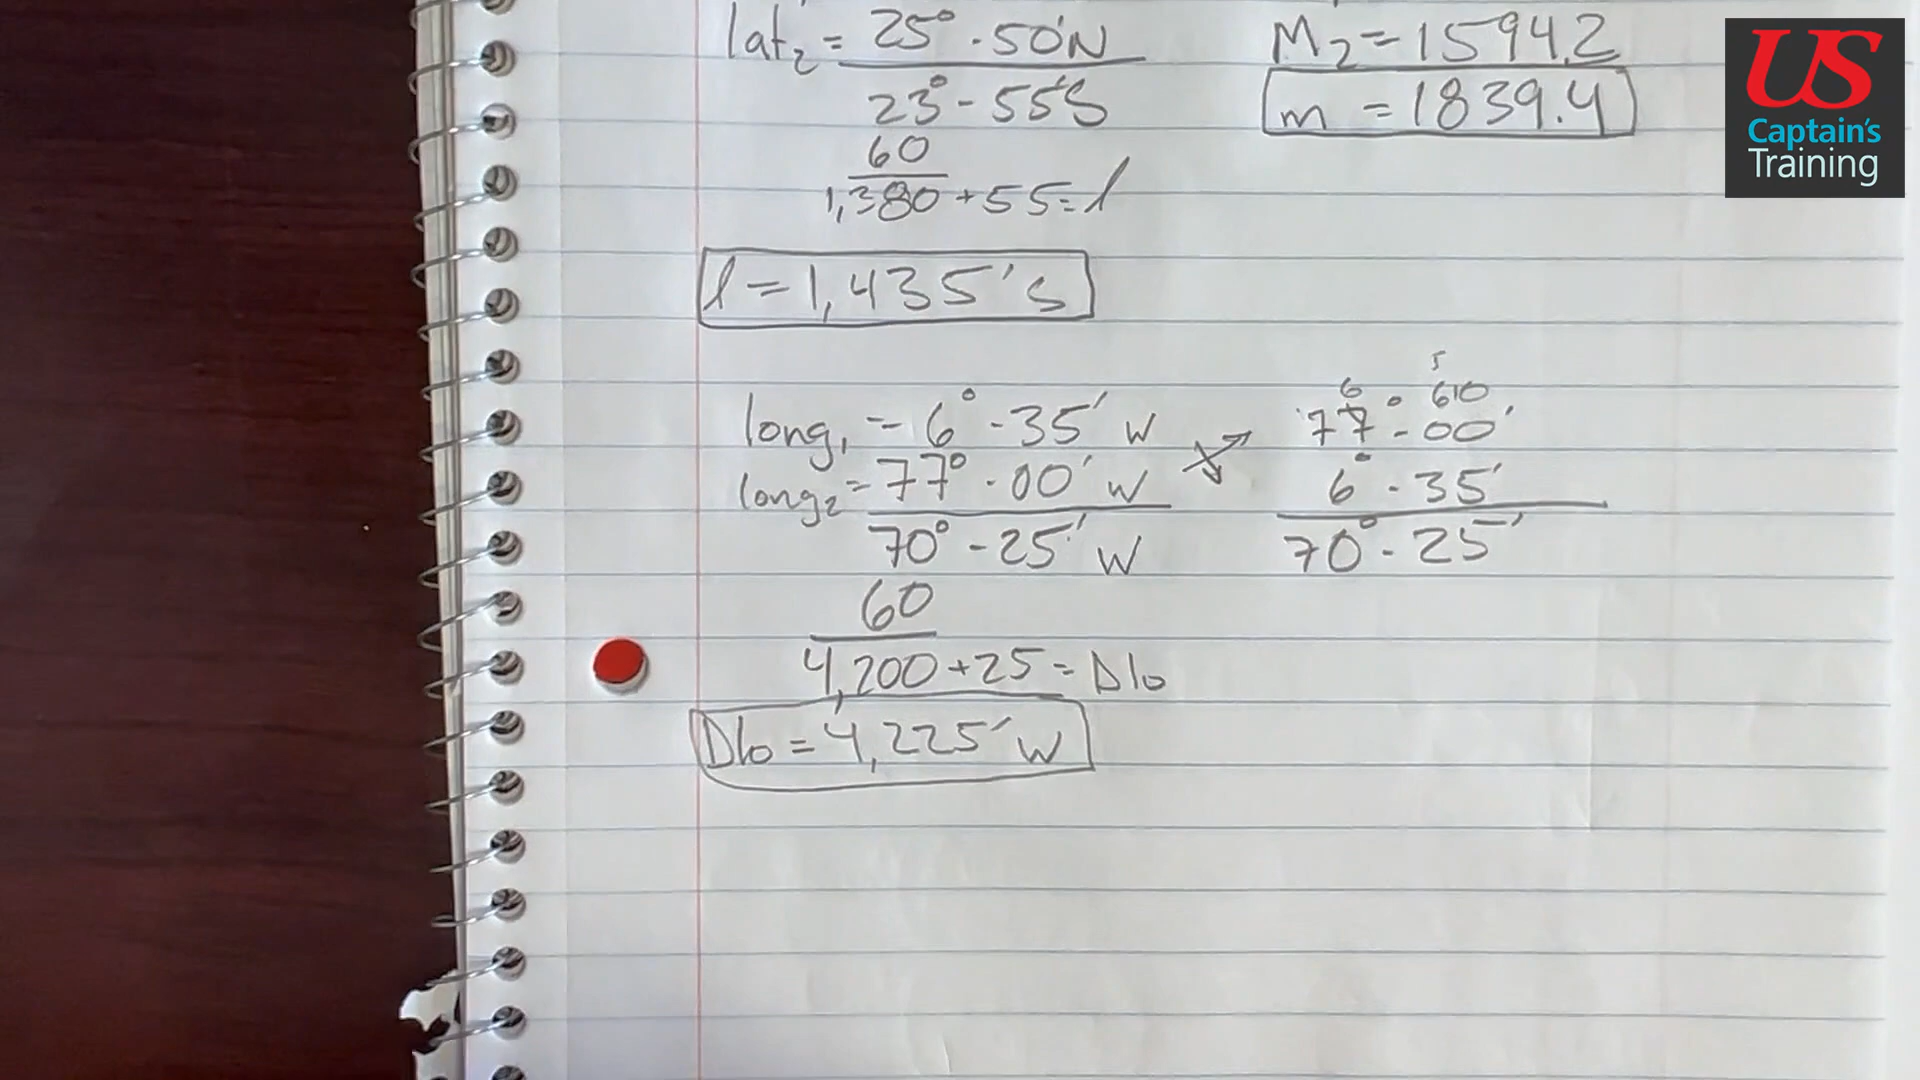 lat₂ = 25° - 50'N
23° - 55'S
60
1,380 + 55 = l
l = 1,435's
M₂ = 1594.2
m = 1839.4
US
Captain's
Training
long₁ = 6° - 35' W
long₂ = 77° - 00' W
70° - 25' W
60
4,200 + 25 = Dlo
Dlo = 4,225' W
5
6 610
77° - 00'
6° - 35'
70° - 25'